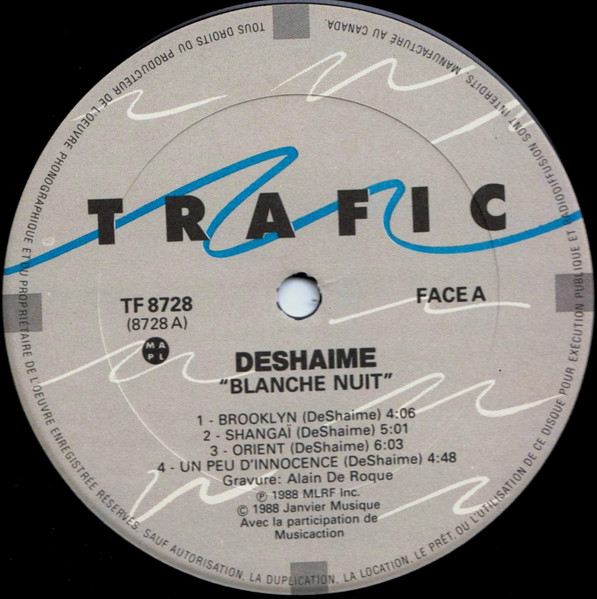 TRAFIC
TF 8728
(8728 A)
MAPL
FACE A
DESHAIME
“BLANCHE NUIT”
1 - BROOKLYN (DeShaime) 4:06
2 - SHANGAÏ (DeShaime) 5:01
3 - ORIENT (DeShaime) 6:03
4 - UN PEU D'INNOCENCE (DeShaime) 4:48
Gravure: Alain De Roque
℗ 1988 MLRF Inc.
© 1988 Janvier Musique
Avec la participation de
Musicaction
TOUS DROITS DU PRODUCTEUR DE L'OEUVRE PHONOGRAPHIQUE ET DU PROPRIÉTAIRE DE L'OEUVRE ENREGISTRÉE RÉSERVÉS. SAUF AUTORISATION, LA DUPLICATION, LA LOCATION, LE PRÊT, OU L'UTILISATION DE CE DISQUE POUR EXÉCUTION PUBLIQUE ET RADIODIFFUSION SONT INTERDITS. MANUFACTURÉ AU CANADA.